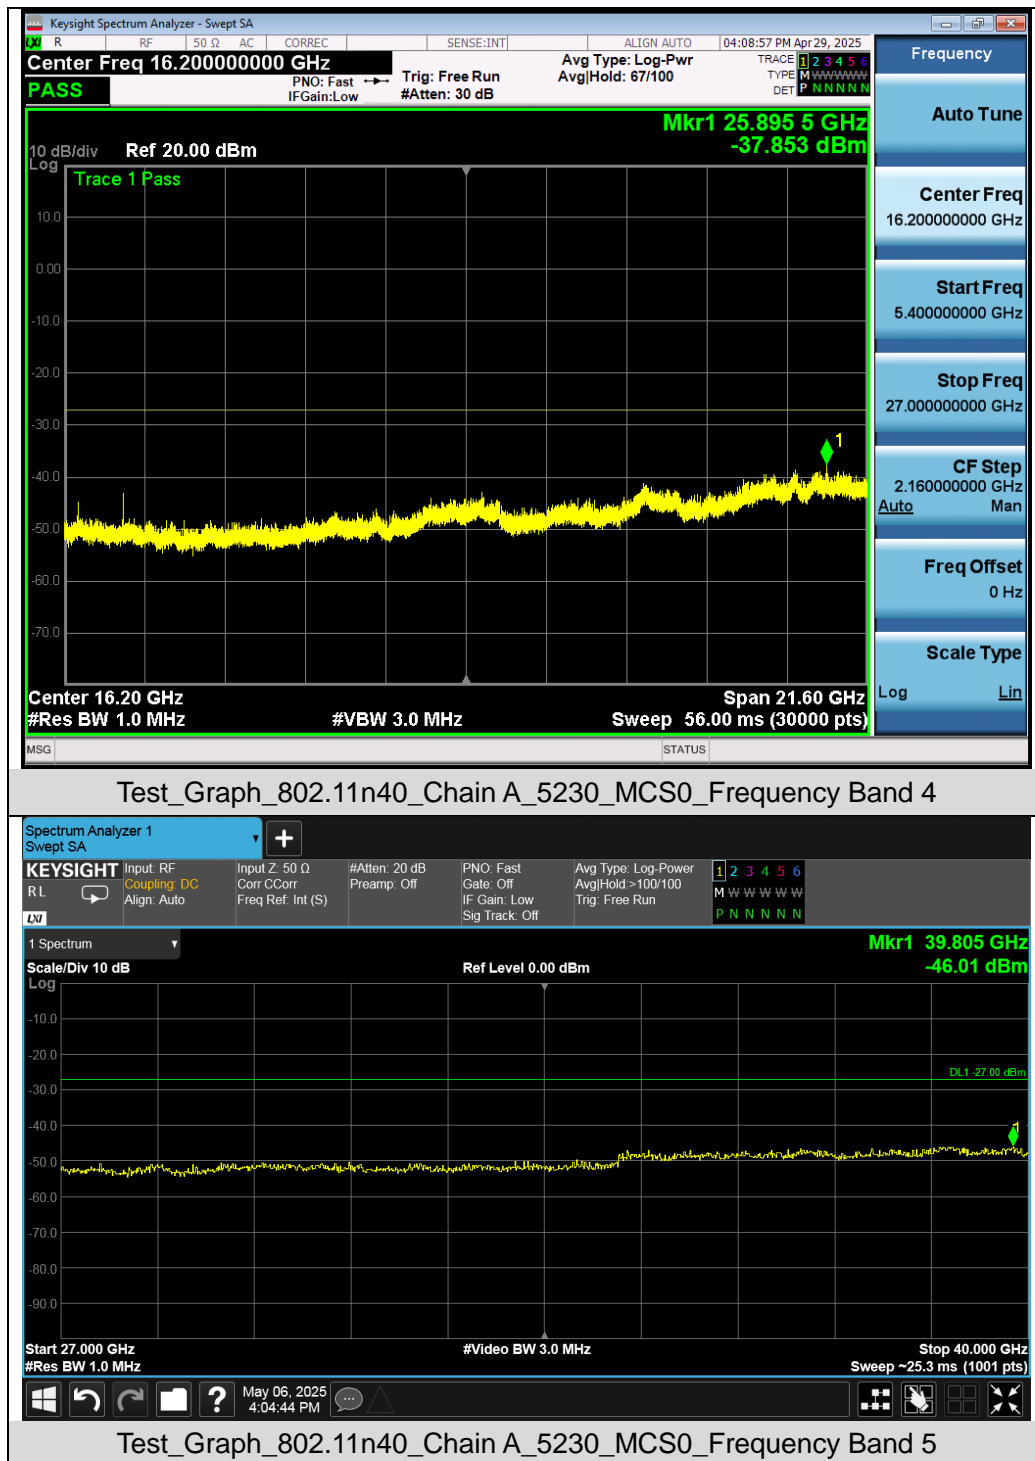 Keysight Spectrum Analyzer - Swept SA
LXI R RF 50 Ω AC CORREC SENSE:INT ALIGN AUTO 04:08:57 PM Apr 29, 2025
Center Freq 16.200000000 GHz
PASS
PNO: Fast
IFGain:Low
Trig: Free Run
#Atten: 30 dB
Avg Type: Log-Pwr
Avg|Hold: 67/100
TRACE 1 2 3 4 5 6
TYPE M W W W W W
DET P N N N N N
Mkr1 25.895 5 GHz
-37.853 dBm
10 dB/div Ref 20.00 dBm
Log
Trace 1 Pass
10.0
0.00
-10.0
-20.0
-30.0
-40.0
-50.0
-60.0
-70.0
1
Center 16.20 GHz Span 21.60 GHz
#Res BW 1.0 MHz #VBW 3.0 MHz Sweep 56.00 ms (30000 pts)
MSG STATUS
Frequency
Auto Tune
Center Freq
16.200000000 GHz
Start Freq
5.400000000 GHz
Stop Freq
27.000000000 GHz
CF Step
2.160000000 GHz
Auto Man
Freq Offset
0 Hz
Scale Type
Log Lin
Test_Graph_802.11n40_Chain A_5230_MCS0_Frequency Band 4
Spectrum Analyzer 1
Swept SA
KEYSIGHT
RL
LXI
Input: RF
Coupling: DC
Align: Auto
Input Z: 50 Ω
Corr CCorr
Freq Ref: Int (S)
#Atten: 20 dB
Preamp: Off
PNO: Fast
Gate: Off
IF Gain: Low
Sig Track: Off
Avg Type: Log-Power
Avg|Hold:>100/100
Trig: Free Run
1 2 3 4 5 6
M W W W W W
P N N N N N
1 Spectrum
Mkr1 39.805 GHz
-46.01 dBm
Scale/Div 10 dB Ref Level 0.00 dBm
Log
-10.0
-20.0
-30.0
-40.0
-50.0
-60.0
-70.0
-80.0
-90.0
DL1 -27.00 dBm
1
Start 27.000 GHz #Video BW 3.0 MHz Stop 40.000 GHz
#Res BW 1.0 MHz Sweep ~25.3 ms (1001 pts)
May 06, 2025
4:04:44 PM
Test_Graph_802.11n40_Chain A_5230_MCS0_Frequency Band 5